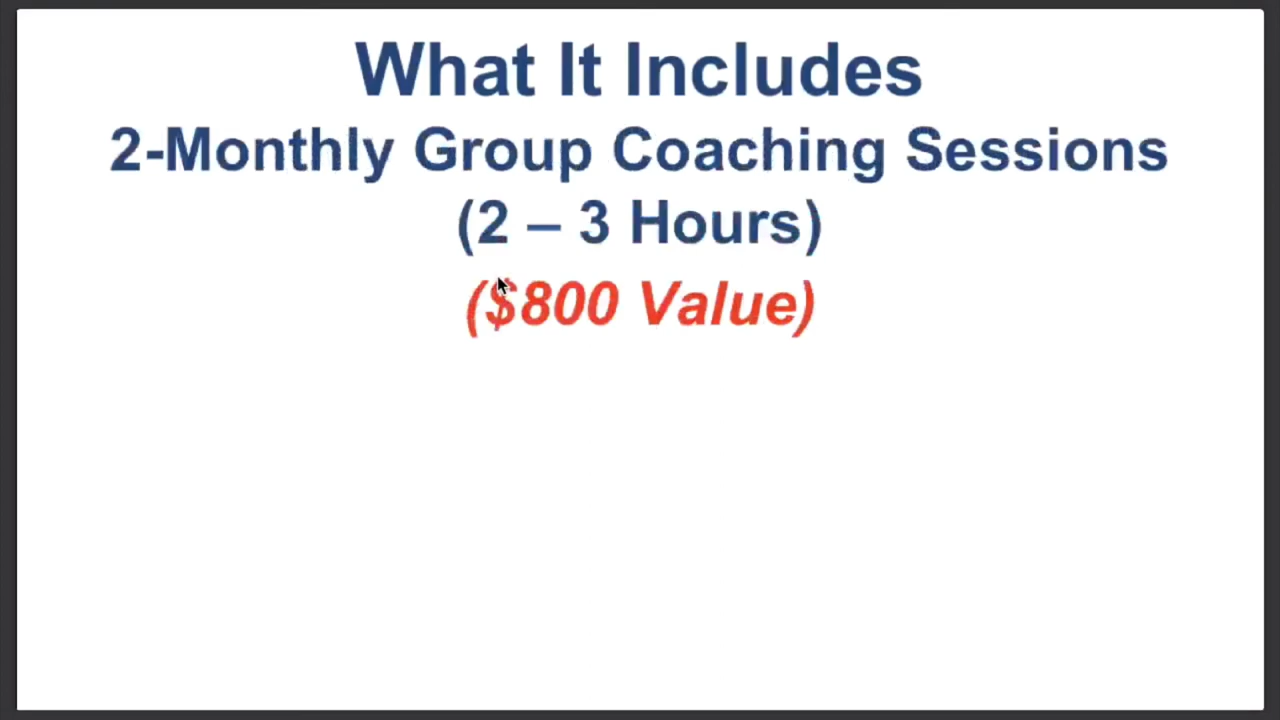 What It Includes
2-Monthly Group Coaching Sessions
(2 – 3 Hours)
($800 Value)